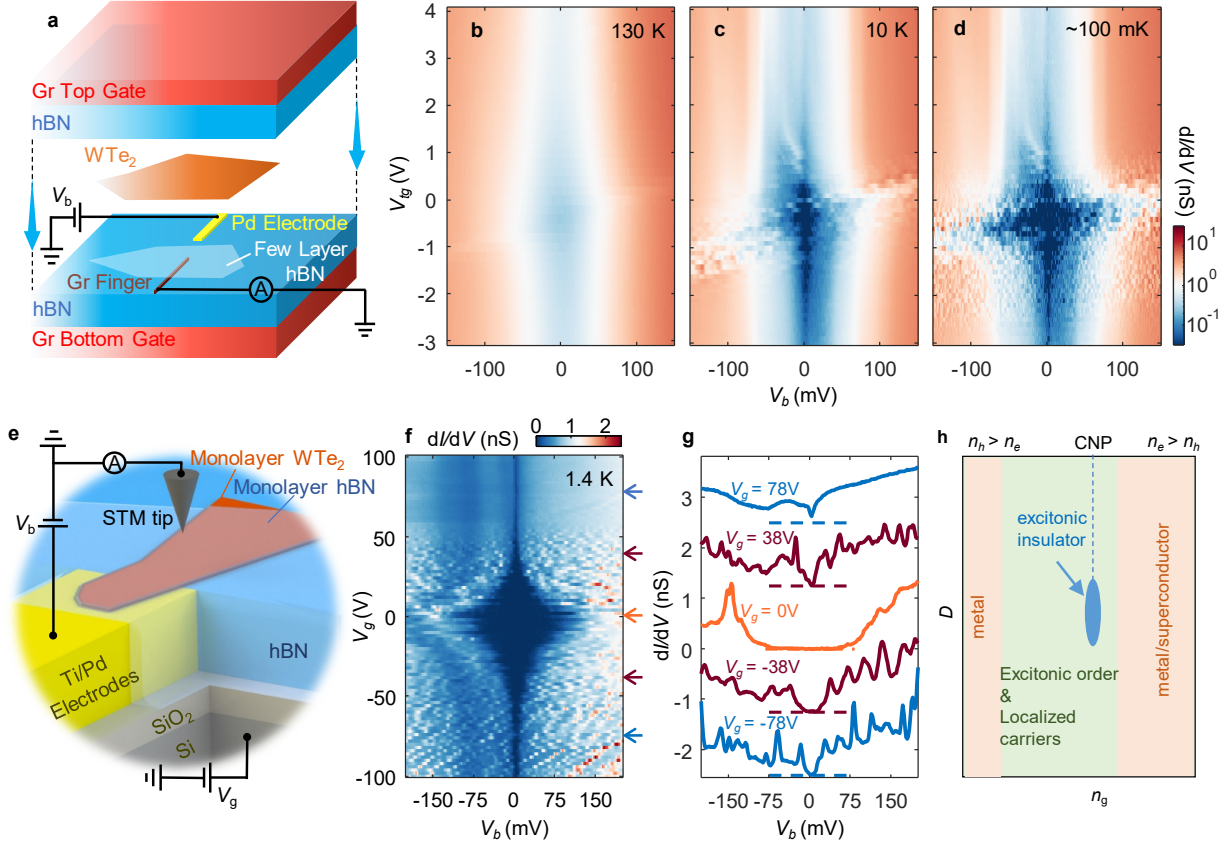 a
Gr Top Gate
hBN
WTe2
Vb
Pd Electrode
Few Layer
hBN
Gr Finger
A
hBN
Gr Bottom Gate
b
130 K
c
10 K
d
~100 mK
Vtg (V)
4
3
2
1
0
-1
-2
-3
-100
0
100
-100
0
100
-100
0
100
Vb (mV)
dI/dV (nS)
10^1
10^0
10^-1
e
A
Monolayer WTe2
Monolayer hBN
STM tip
Vb
Ti/Pd
Electrodes
hBN
SiO2
Si
Vg
f
dI/dV (nS)
0
1
2
1.4 K
Vg (V)
100
50
0
-50
-100
-150
-75
0
75
150
Vb (mV)
g
dI/dV (nS)
3
2
1
0
-1
-2
Vg = 78V
Vg = 38V
Vg = 0V
Vg = -38V
Vg = -78V
-150
-75
0
75
150
Vb (mV)
h
nh > ne
CNP
ne > nh
excitonic
insulator
D
metal
metal/superconductor
Excitonic order
&
Localized
carriers
ng